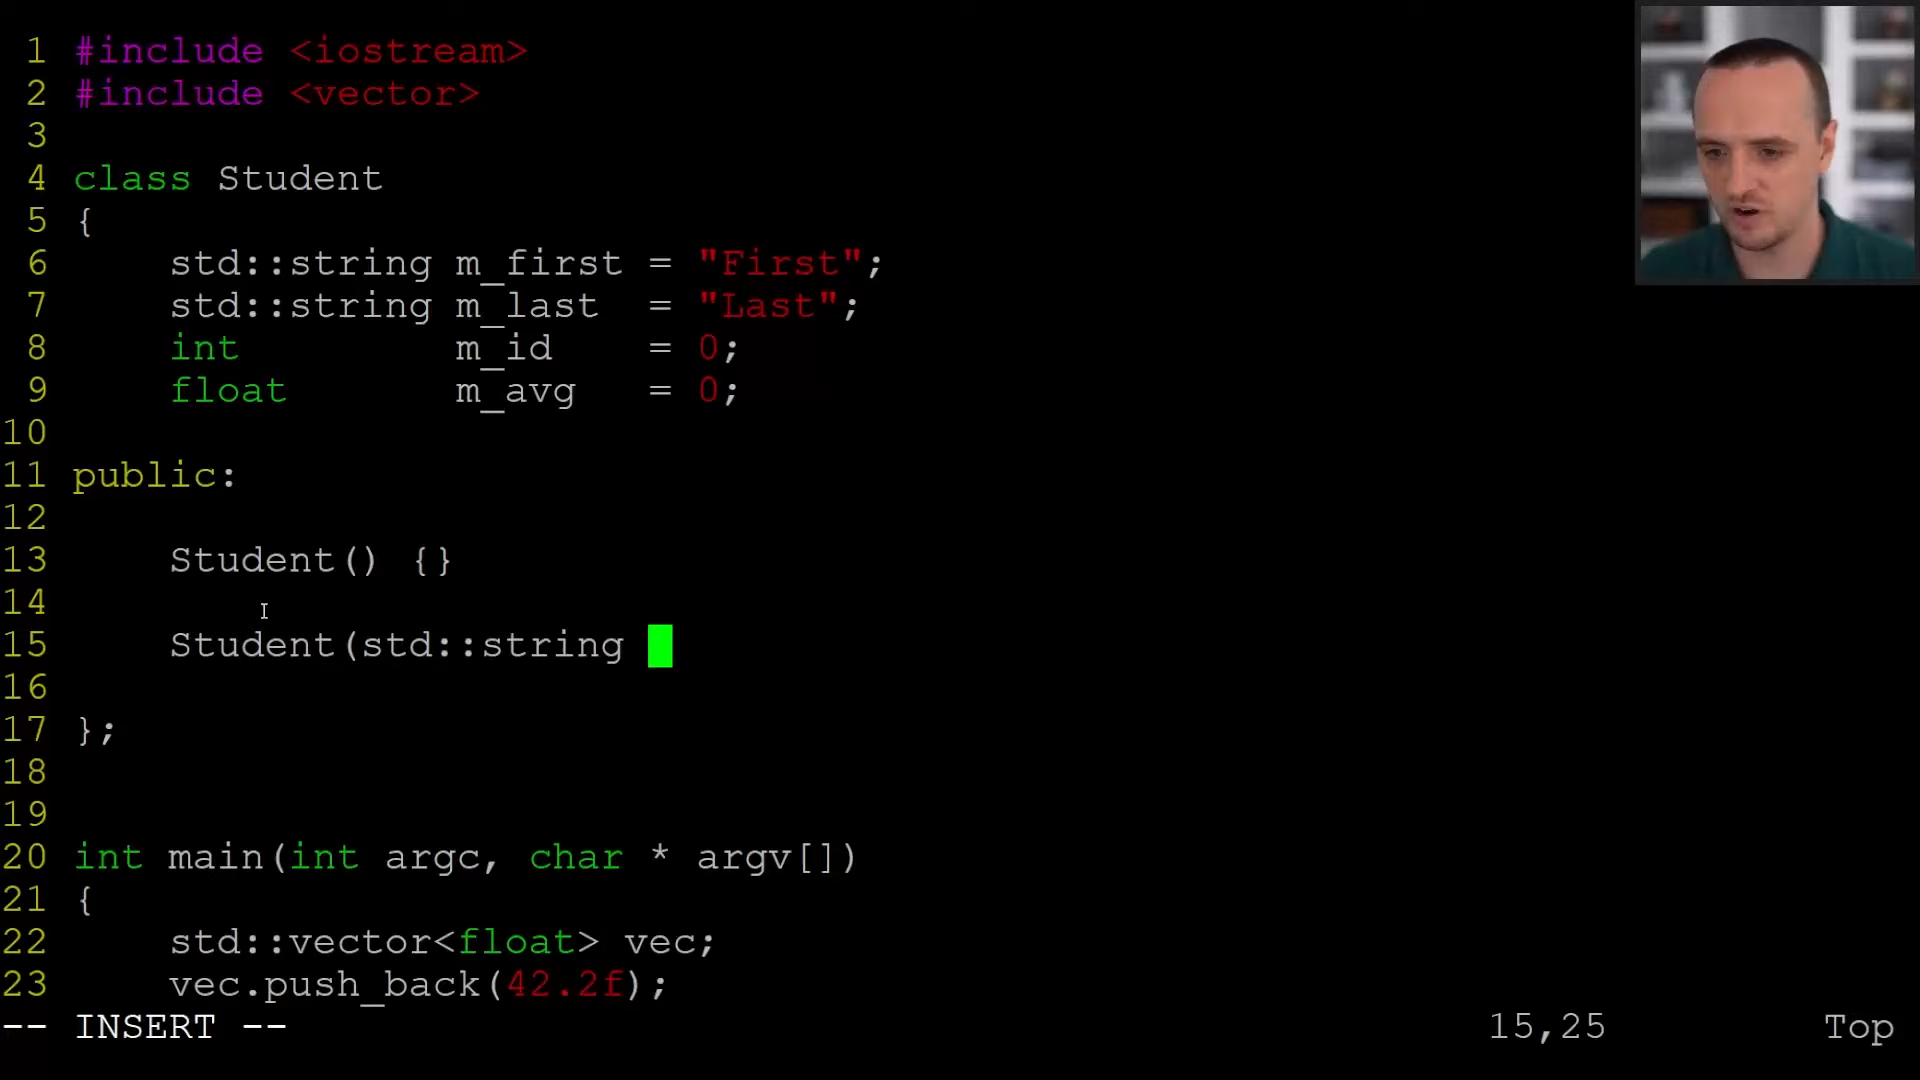 1 #include <iostream>
2 #include <vector>
3
4 class Student
5 {
6     std::string m_first = "First";
7     std::string m_last  = "Last";
8     int         m_id    = 0;
9     float       m_avg   = 0;
10
11 public:
12
13     Student() {}
14
15     Student(std::string
16
17 };
18
19
20 int main(int argc, char * argv[])
21 {
22     std::vector<float> vec;
23     vec.push_back(42.2f);
-- INSERT -- 15,25 Top